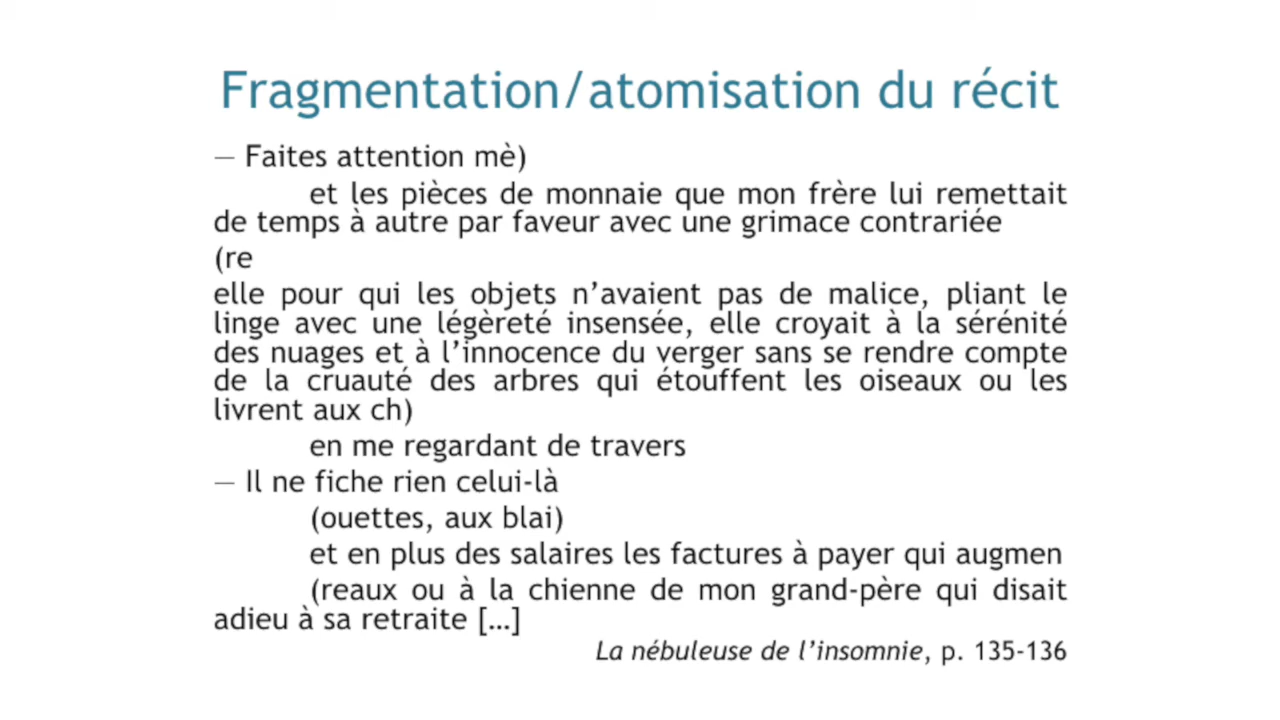 Fragmentation/atomisation du récit
— Faites attention mè)
et les pièces de monnaie que mon frère lui remettait
de temps à autre par faveur avec une grimace contrariée
(re
elle pour qui les objets n’avaient pas de malice, pliant le
linge avec une légèreté insensée, elle croyait à la sérénité
des nuages et à l’innocence du verger sans se rendre compte
de la cruauté des arbres qui étouffent les oiseaux ou les
livrent aux ch)
en me regardant de travers
— Il ne fiche rien celui-là
(ouettes, aux blai)
et en plus des salaires les factures à payer qui augmen
(reaux ou à la chienne de mon grand-père qui disait
adieu à sa retraite […]
La nébuleuse de l’insomnie, p. 135-136